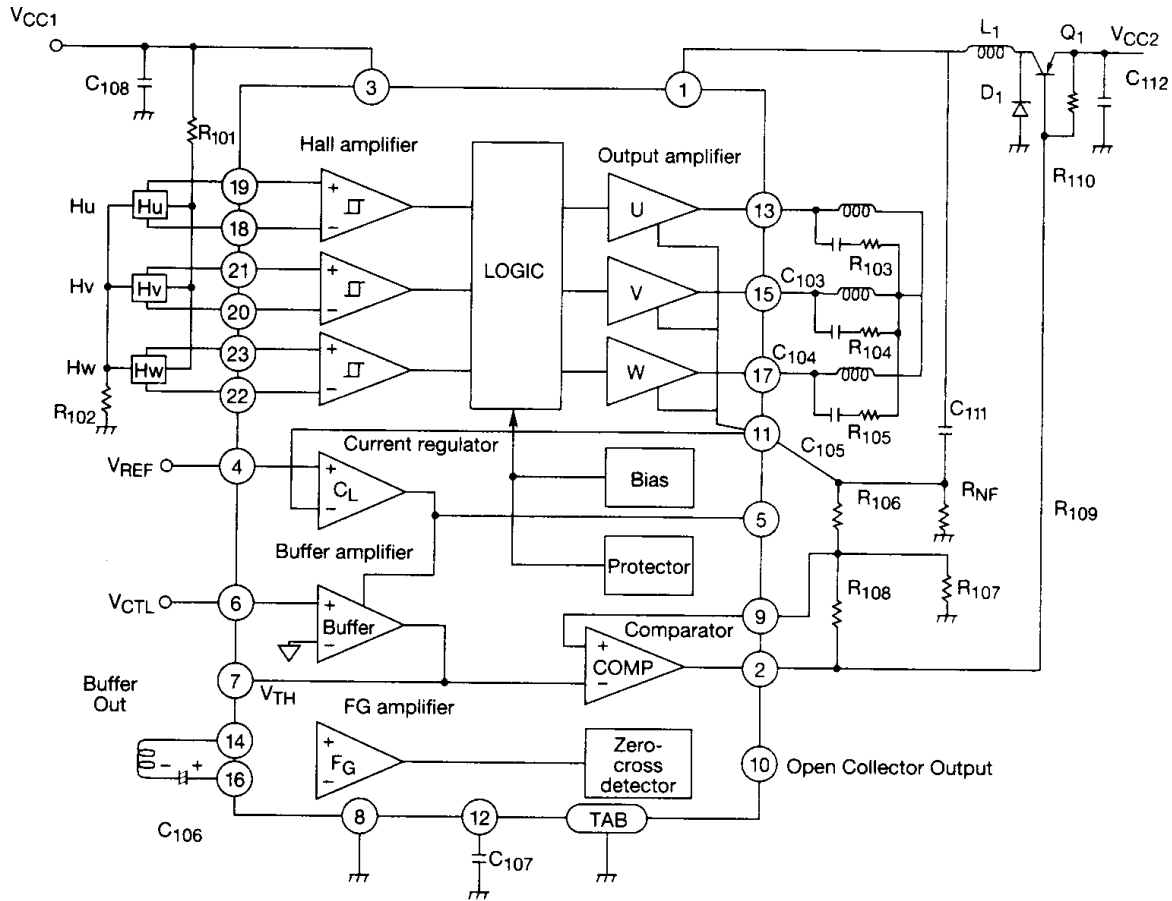 VCC1
L1
Q1
VCC2
C108
3
1
D1
C112
R101
Hall amplifier
Output amplifier
R110
19
+
Hu
Hu
18
−
U
13
LOGIC
R103
21
+
C103
Hv
Hv
V
15
20
−
R104
23
+
C104
Hw
Hw
W
17
22
−
R102
R105
C111
11
Current regulator
C105
VREF
4
+
CL
−
Bias
R106
RNF
R109
5
Buffer amplifier
Protector
R108
R107
VCTL
6
+
Buffer
−
9
Comparator
+
COMP
−
2
7
VTH
Buffer
Out
FG amplifier
14
+
FG
−
Zero-
cross
detector
10
Open Collector Output
− +
16
8
12
TAB
C106
C107